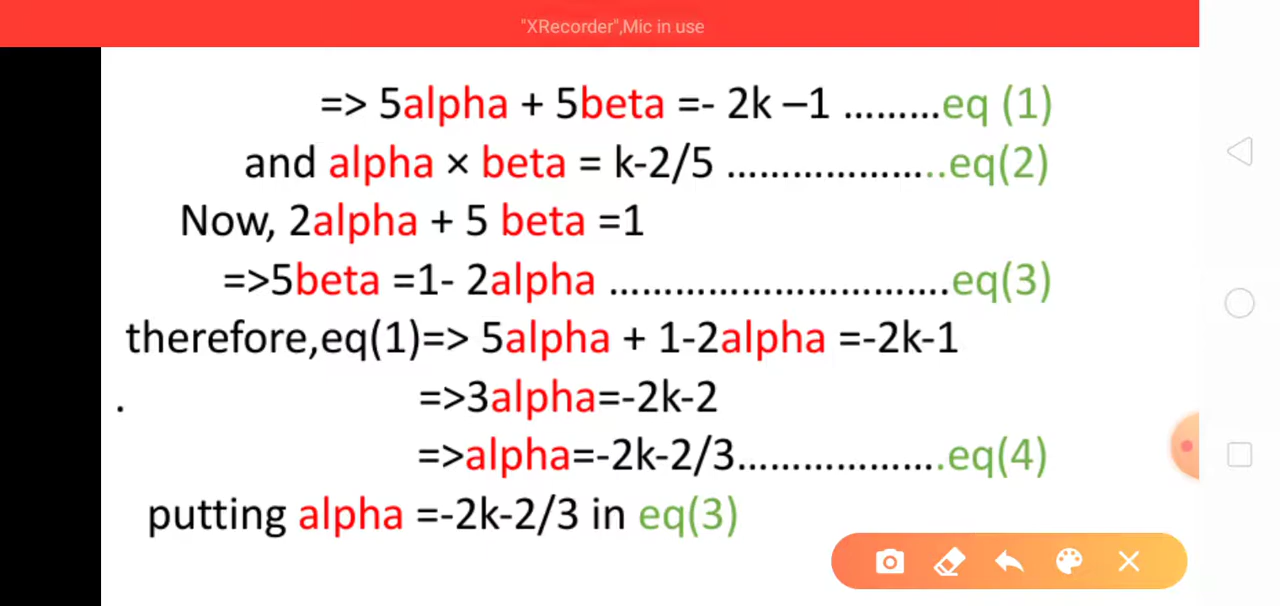 "XRecorder",Mic in use
=> 5alpha + 5beta =- 2k –1 .........eq (1)
and alpha × beta = k-2/5 ....................eq(2)
Now, 2alpha + 5 beta =1
=>5beta =1- 2alpha ...............................eq(3)
therefore,eq(1)=> 5alpha + 1-2alpha =-2k-1
. =>3alpha=-2k-2
=>alpha=-2k-2/3...................eq(4)
putting alpha =-2k-2/3 in eq(3)